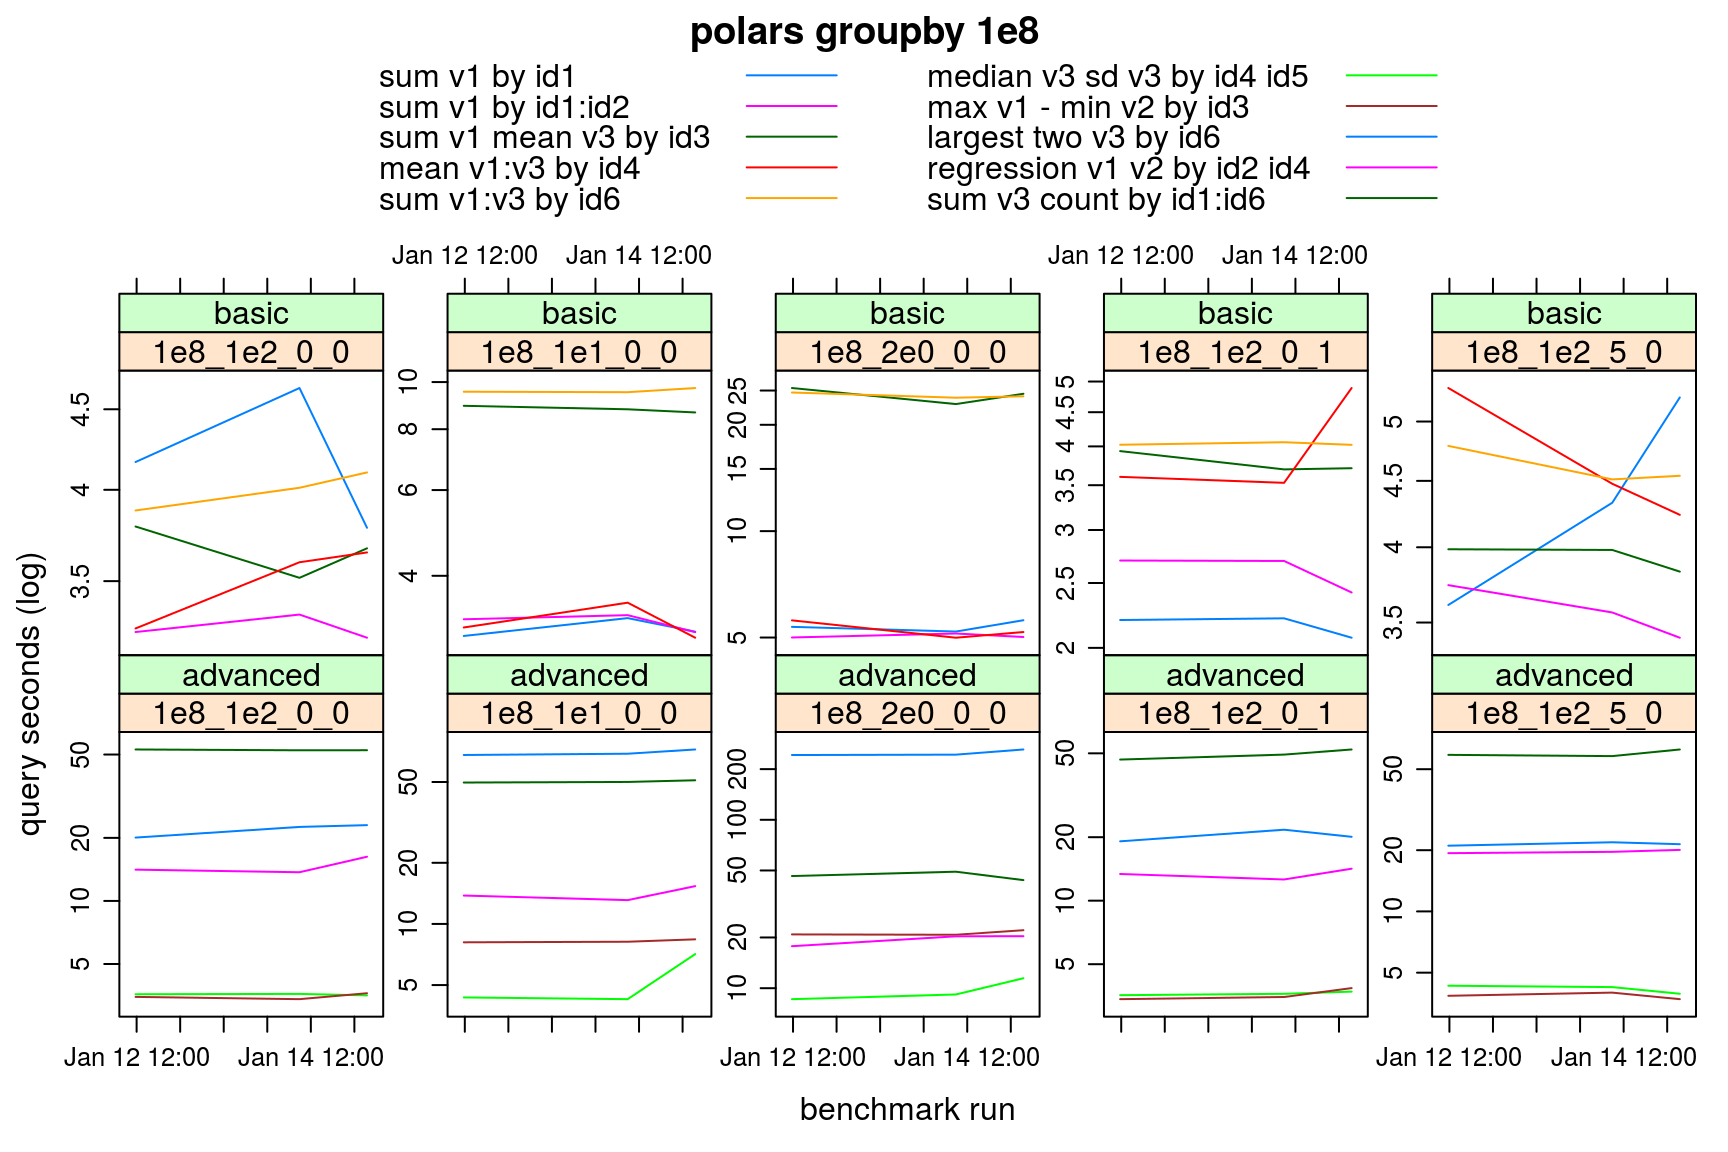 polars groupby 1e8
sum v1 by id1
sum v1 by id1:id2
sum v1 mean v3 by id3
mean v1:v3 by id4
sum v1:v3 by id6
median v3 sd v3 by id4 id5
max v1 - min v2 by id3
largest two v3 by id6
regression v1 v2 by id2 id4
sum v3 count by id1:id6
Jan 12 12:00 Jan 14 12:00 Jan 12 12:00 Jan 14 12:00
basic basic basic basic basic
1e8_1e2_0_0 1e8_1e1_0_0 1e8_2e0_0_0 1e8_1e2_0_1 1e8_1e2_5_0
3.5 4 4.5
4 6 8 10
5 10 15 20 25
2 2.5 3 3.5 4 4.5 5.5
3.5 4 4.5 5
query seconds (log)
advanced advanced advanced advanced advanced
1e8_1e2_0_0 1e8_1e1_0_0 1e8_2e0_0_0 1e8_1e2_0_1 1e8_1e2_5_0
5 10 20 50
5 10 20 50
10 20 50 100 200
5 10 20 50
5 10 20 50
Jan 12 12:00 Jan 14 12:00 Jan 12 12:00 Jan 14 12:00 Jan 12 12:00 Jan 14 12:00
benchmark run